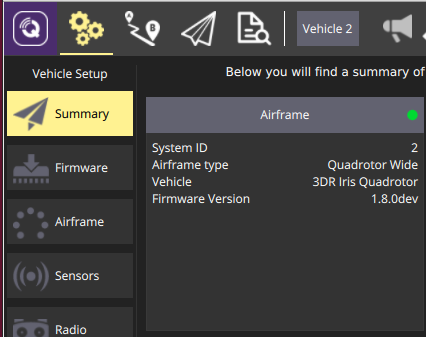 Vehicle 2
Vehicle Setup
Below you will find a summary of
Summary
Airframe
System ID 2
Airframe type Quadrotor Wide
Vehicle 3DR Iris Quadrotor
Firmware Version 1.8.0dev
Firmware
Airframe
Sensors
Radio